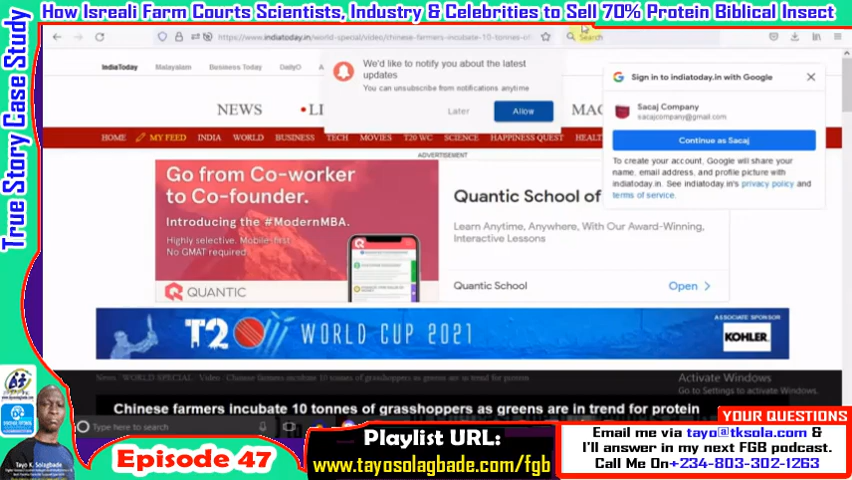 How Isreali Farm Courts Scientists, Industry & Celebrities to Sell 70% Protein Biblical Insect
True Story Case Study
https://www.indiatoday.in/world-special/video/chinese-farmers-incubate-10-tonnes-of-
Search
IndiaToday Malayalam Business Today DailyO
We'd like to notify you about the latest
updates
You can unsubscribe from notifications anytime
Later Allow
Sign in to indiatoday.in with Google
Sacaj Company
sacajcompany@gmail.com
Continue as Sacaj
To create your account, Google will share your
name, email address, and profile picture with
indiatoday.in. See indiatoday.in's privacy policy and
terms of service.
NEWS • LI MAG
HOME MY FEED INDIA WORLD BUSINESS TECH MOVIES T20 WC SCIENCE HAPPINESS QUEST HEALT
ADVERTISEMENT
Go from Co-worker
to Co-founder.
Introducing the #ModernMBA.
Highly selective. Mobile-first.
No GMAT required.
QUANTIC
Quantic School of
Learn Anytime, Anywhere, With Our Award-Winning,
Interactive Lessons
Quantic School
Open
T20 WORLD CUP 2021
ASSOCIATE SPONSOR
KOHLER
News / WORLD SPECIAL / Video / Chinese farmers incubate 10 tonnes of grasshoppers as greens are in trend for protein
Activate Windows
Go to Settings to activate Windows.
Chinese farmers incubate 10 tonnes of grasshoppers as greens are in trend for protein
Type here to search
Tayo K. Solagbade
Episode 47
Playlist URL:
www.tayosolagbade.com/fgb
YOUR QUESTIONS
Email me via tayo@tksola.com &
I'll answer in my next FGB podcast.
Call Me On+234-803-302-1263